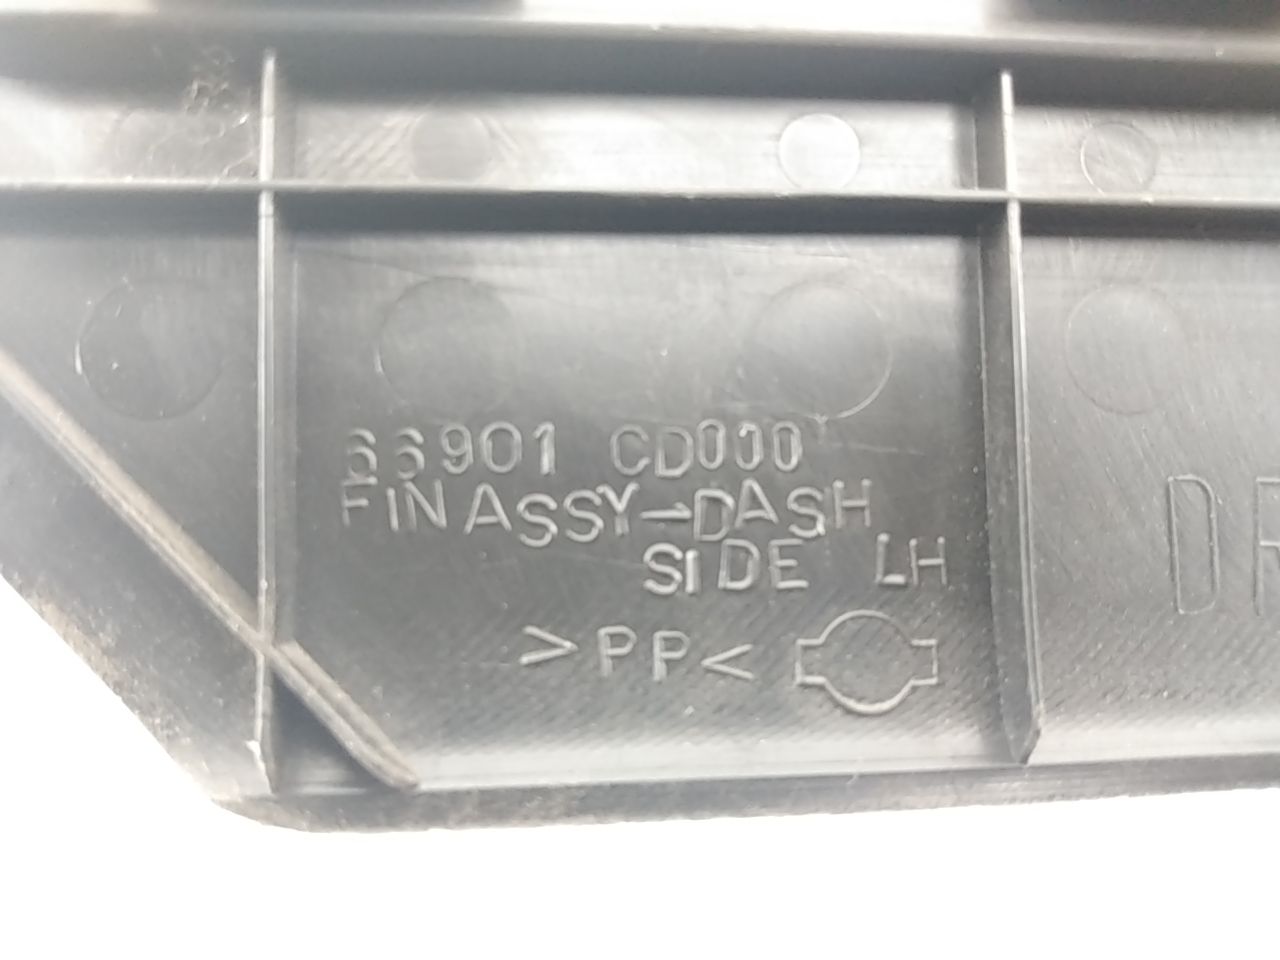 66901 CD000
FIN ASSY-DASH
SIDE LH
>PP<